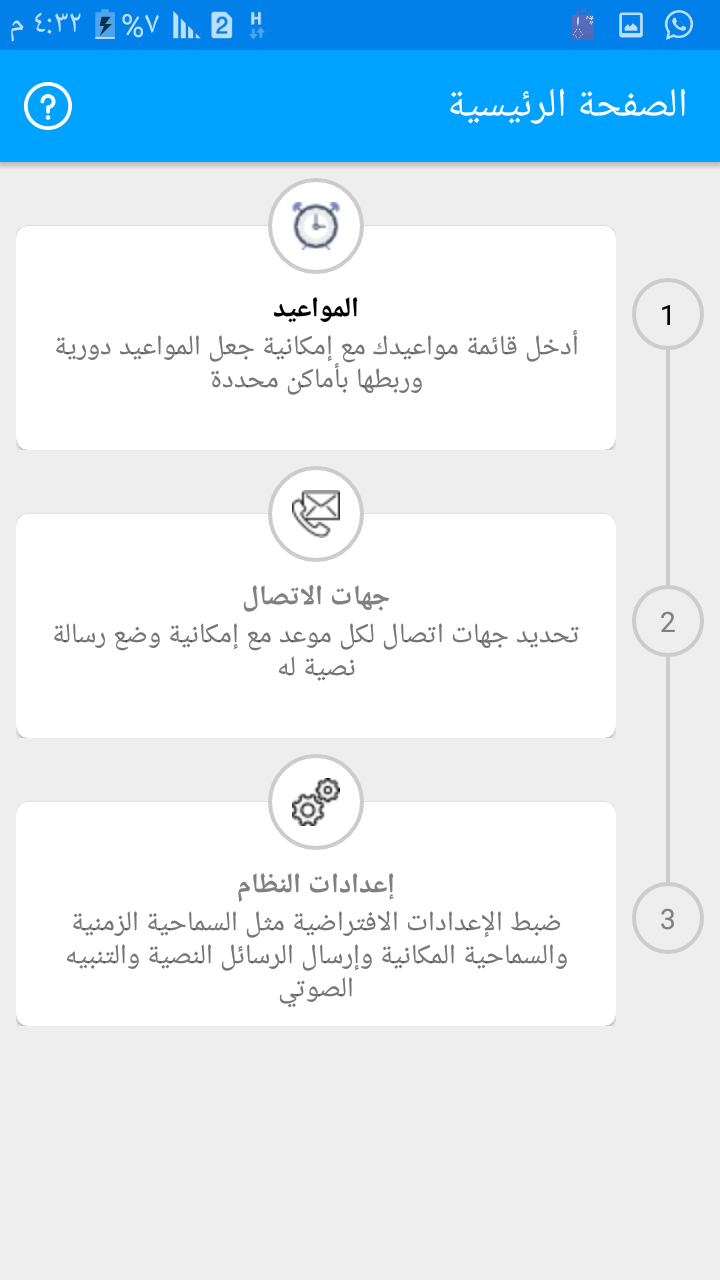 ٤:٣٢ م %٧ 2 H
الصفحة الرئيسية
?
المواعيد
1
أدخل قائمة مواعيدك مع إمكانية جعل المواعيد دورية
وربطها بأماكن محددة
جهات الاتصال
2
تحديد جهات اتصال لكل موعد مع إمكانية وضع رسالة
نصية له
إعدادات النظام
3
ضبط الإعدادات الافتراضية مثل السماحية الزمنية
والسماحية المكانية وإرسال الرسائل النصية والتنبيه
الصوتي